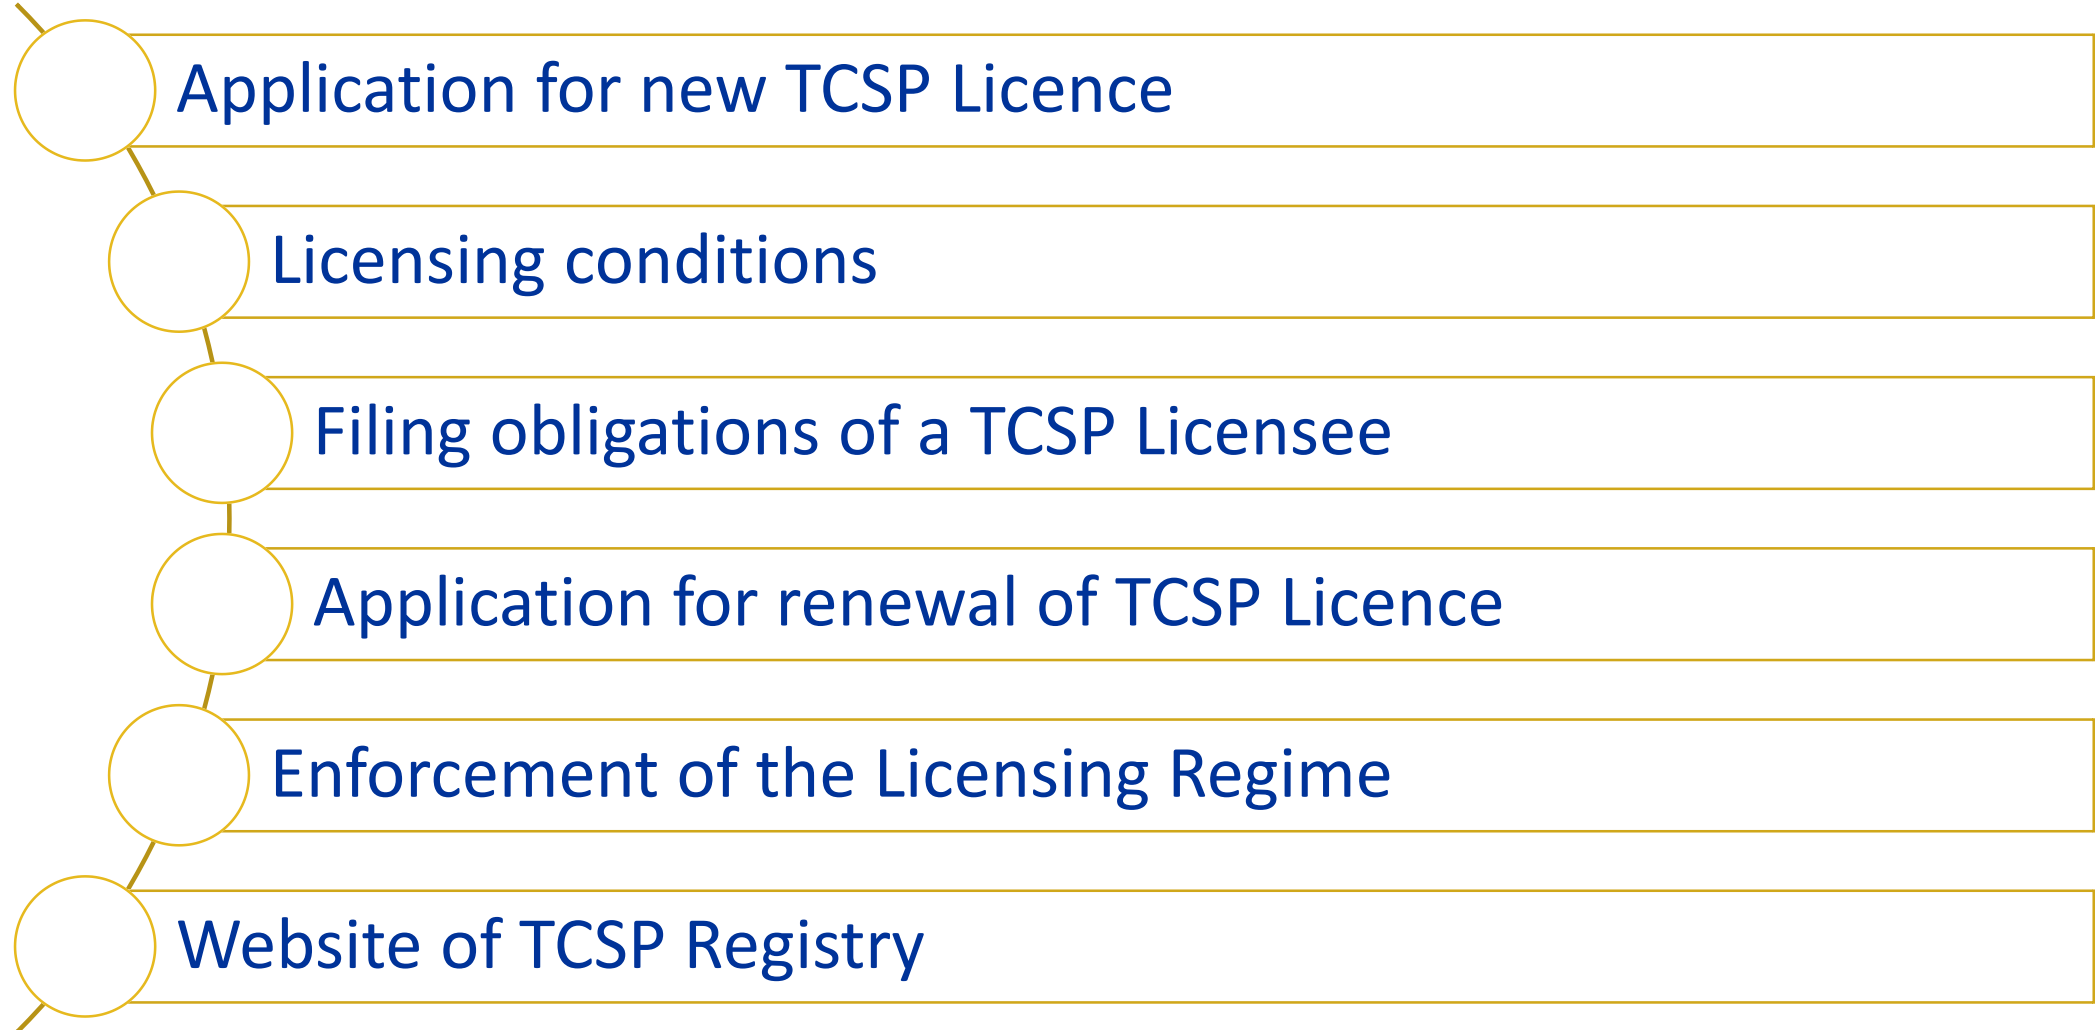 Application for new TCSP Licence
Licensing conditions
Filing obligations of a TCSP Licensee
Application for renewal of TCSP Licence
Enforcement of the Licensing Regime
Website of TCSP Registry